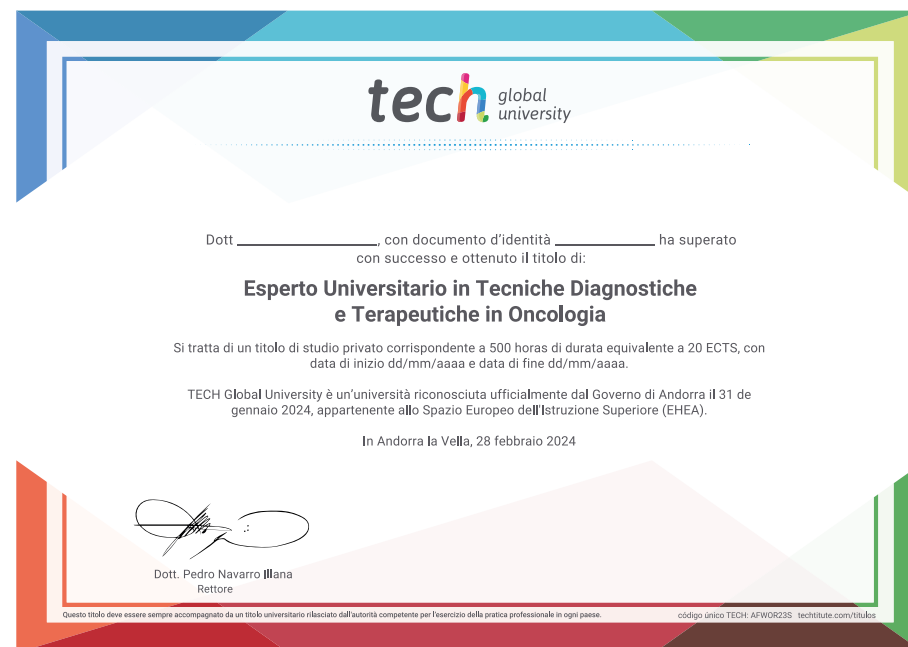 tech global university
Dott ____________________, con documento d'identità ______________ ha superato
con successo e ottenuto il titolo di:
Esperto Universitario in Tecniche Diagnostiche
e Terapeutiche in Oncologia
Si tratta di un titolo di studio privato corrispondente a 500 horas di durata equivalente a 20 ECTS, con
data di inizio dd/mm/aaaa e data di fine dd/mm/aaaa.
TECH Global University è un'università riconosciuta ufficialmente dal Governo di Andorra il 31 de
gennaio 2024, appartenente allo Spazio Europeo dell'Istruzione Superiore (EHEA).
In Andorra la Vella, 28 febbraio 2024
Dott. Pedro Navarro Illana
Rettore
Questo titolo deve essere sempre accompagnato da un titolo universitario rilasciato dall'autorità competente per l'esercizio della pratica professionale in ogni paese.
código único TECH: AFWOR23S techtitute.com/titulos